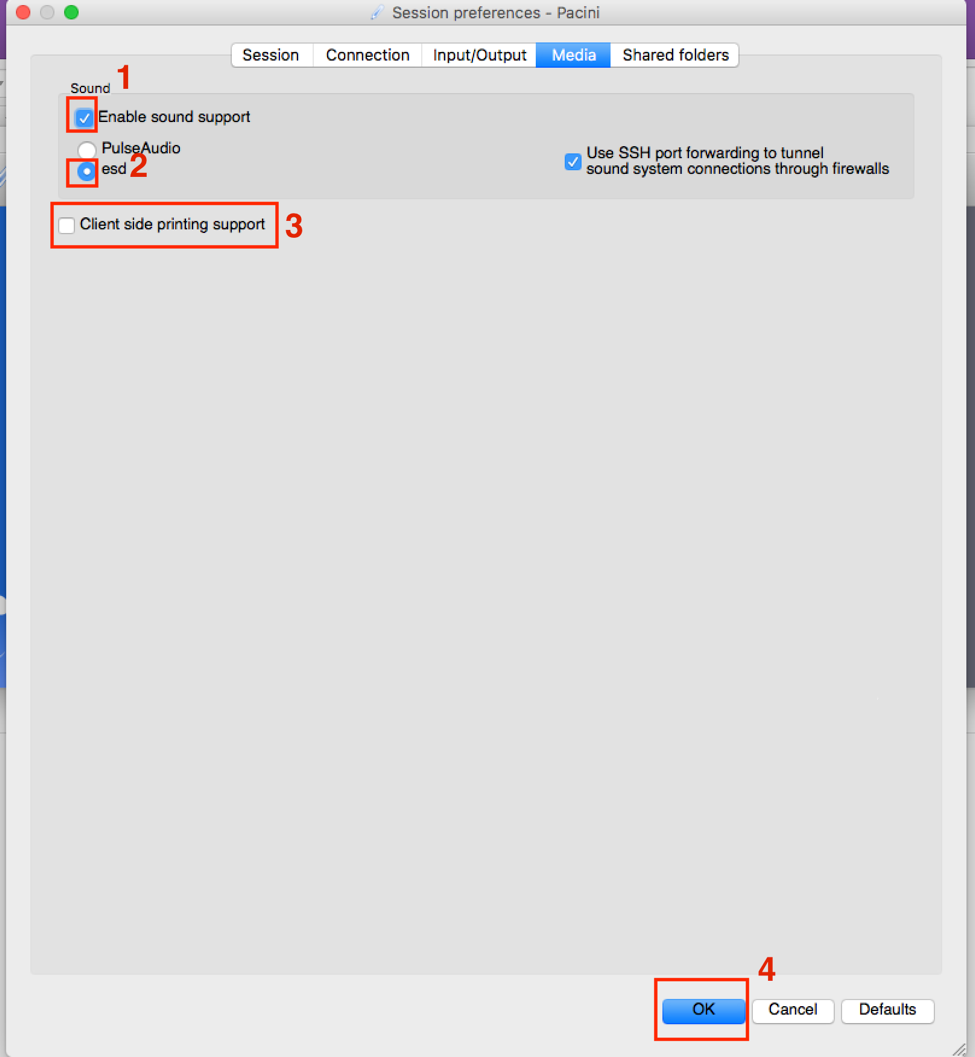 Session preferences - Pacini
Session Connection Input/Output Media Shared folders
Sound 1
Enable sound support
PulseAudio
esd 2
Use SSH port forwarding to tunnel
sound system connections through firewalls
Client side printing support 3
4
OK Cancel Defaults